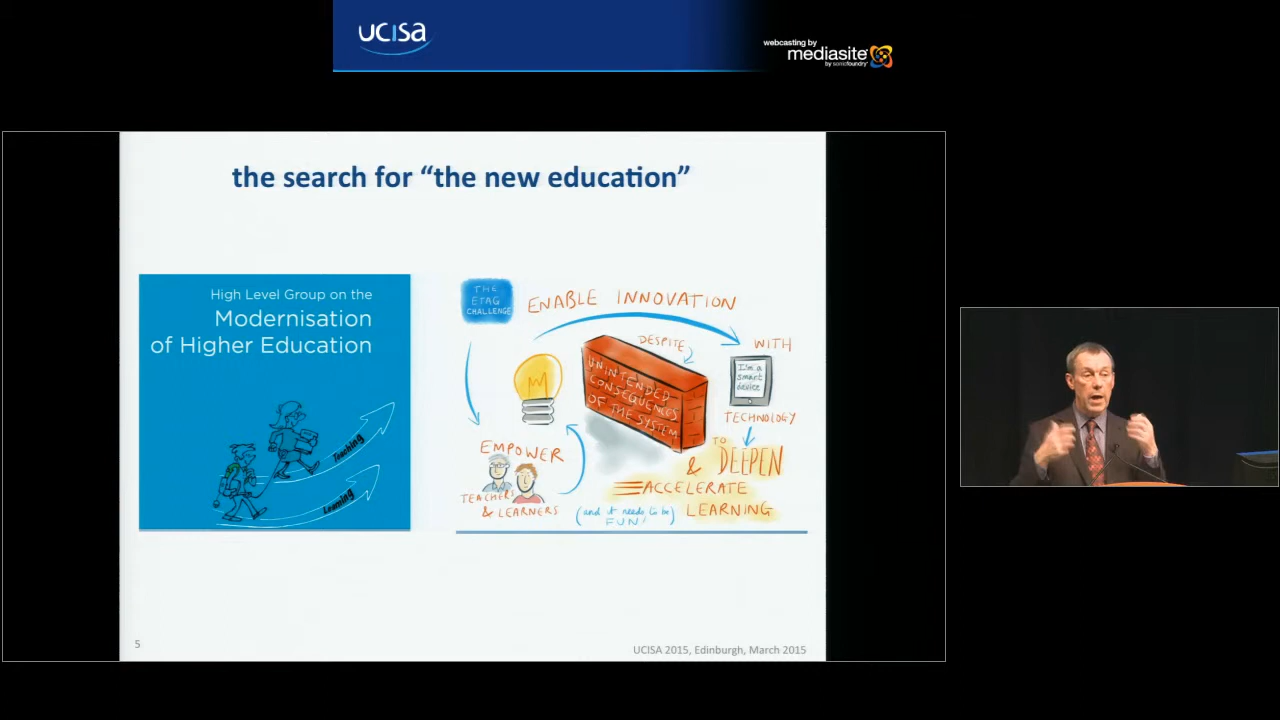 ucisa
webcasting by
mediasite
by sonicfoundry
the search for “the new education”
High Level Group on the
Modernisation
of Higher Education
Teaching
Learning
THE
ETAG
CHALLENGE
ENABLE INNOVATION
DESPITE
WITH
UNINTENDED
CONSEQUENCES
OF THE SYSTEM
I'm a
smart
device
TECHNOLOGY
EMPOWER
TEACHERS
& LEARNERS
TO
& DEEPEN
ACCELERATE
LEARNING
(and it needs to be
FUN!)
5
UCISA 2015, Edinburgh, March 2015